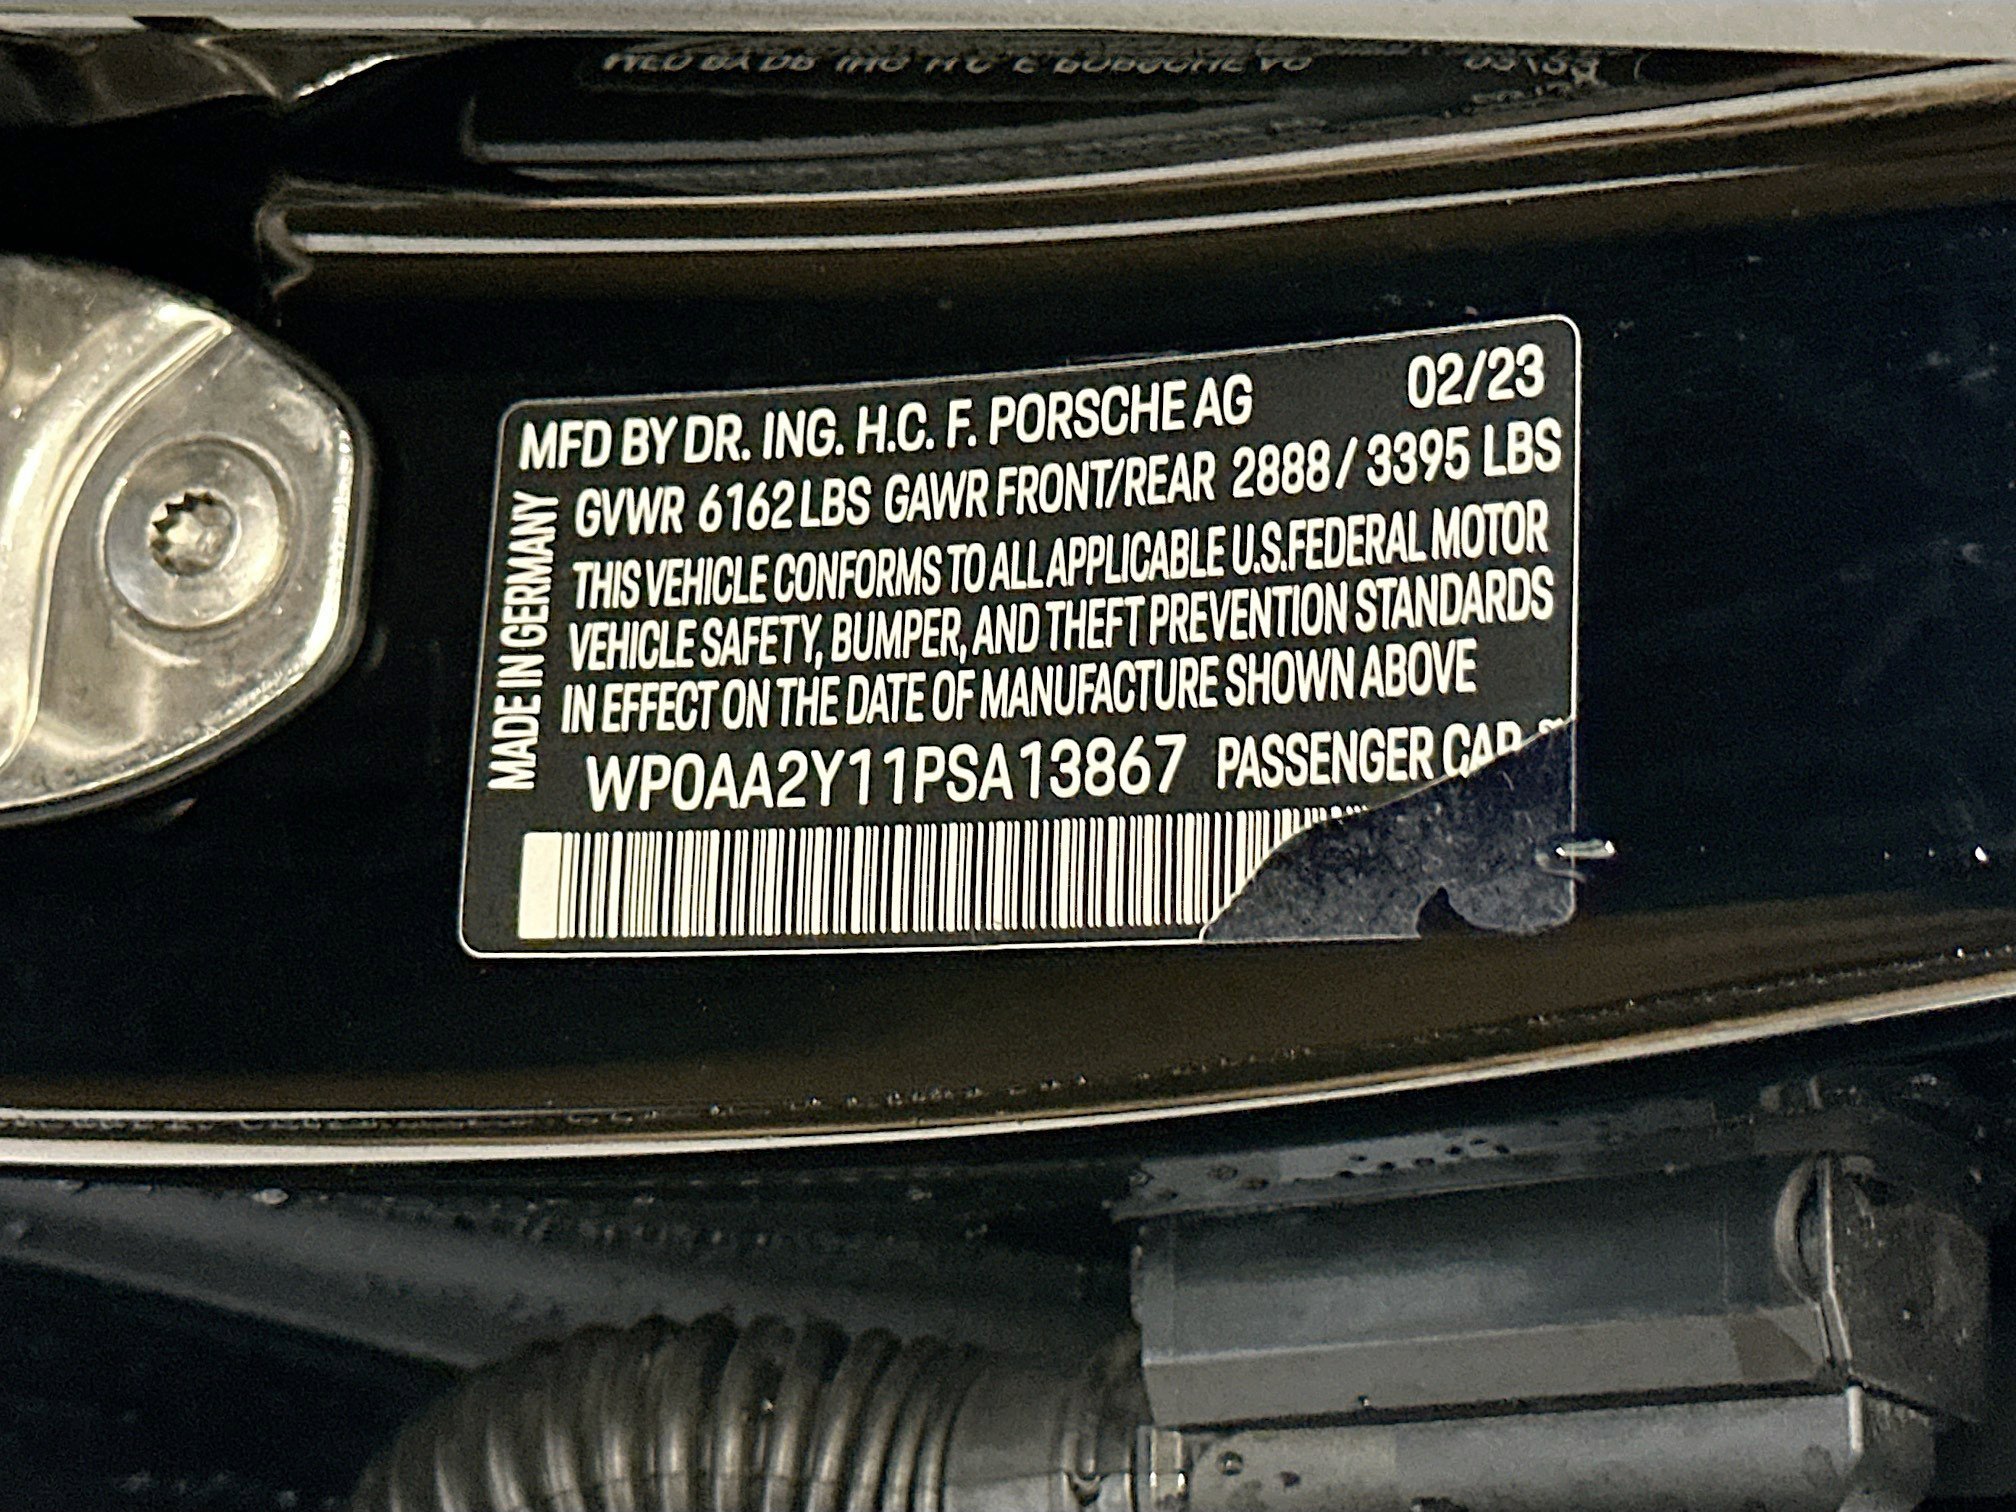 MFD BY DR. ING. H.C. F. PORSCHE AG 02/23
GVWR 6162 LBS GAWR FRONT/REAR 2888 / 3395 LBS
THIS VEHICLE CONFORMS TO ALL APPLICABLE U.S.FEDERAL MOTOR
VEHICLE SAFETY, BUMPER, AND THEFT PREVENTION STANDARDS
IN EFFECT ON THE DATE OF MANUFACTURE SHOWN ABOVE
WP0AA2Y11PSA13867 PASSENGER CAR
MADE IN GERMANY